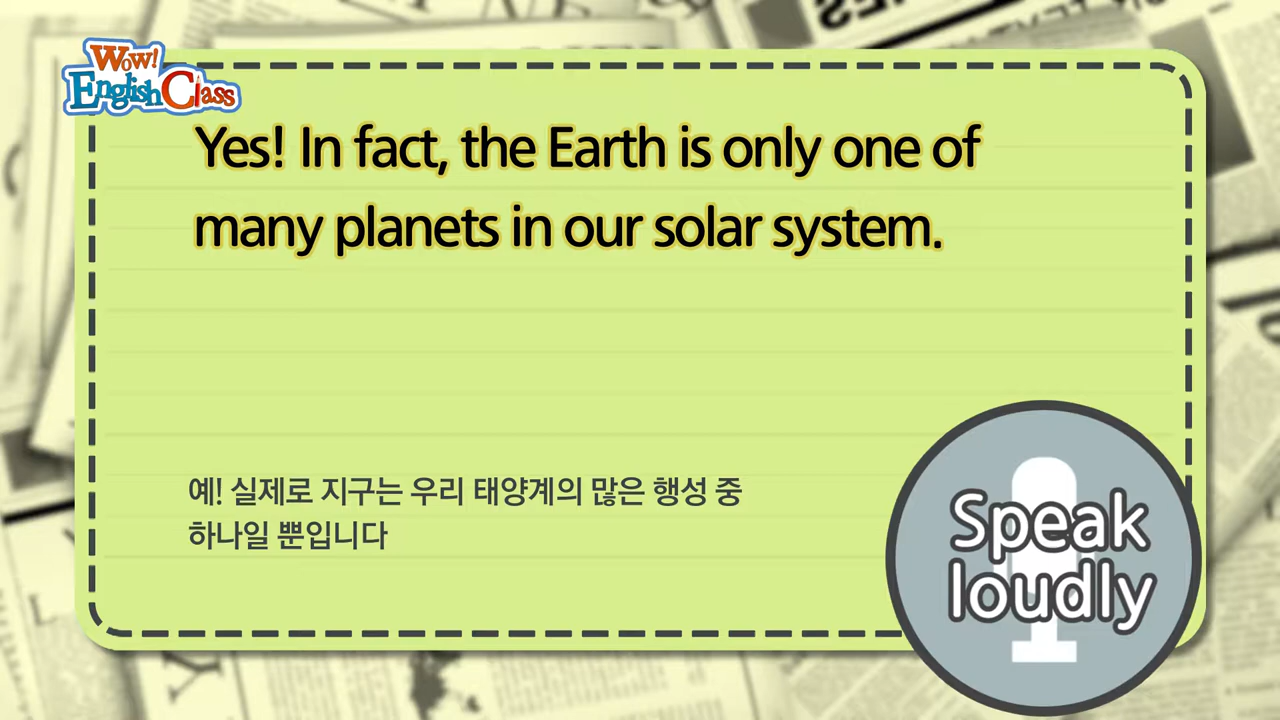 Wow!
English Class
Yes! In fact, the Earth is only one of
many planets in our solar system.
예! 실제로 지구는 우리 태양계의 많은 행성 중
하나일 뿐입니다
Speak
loudly